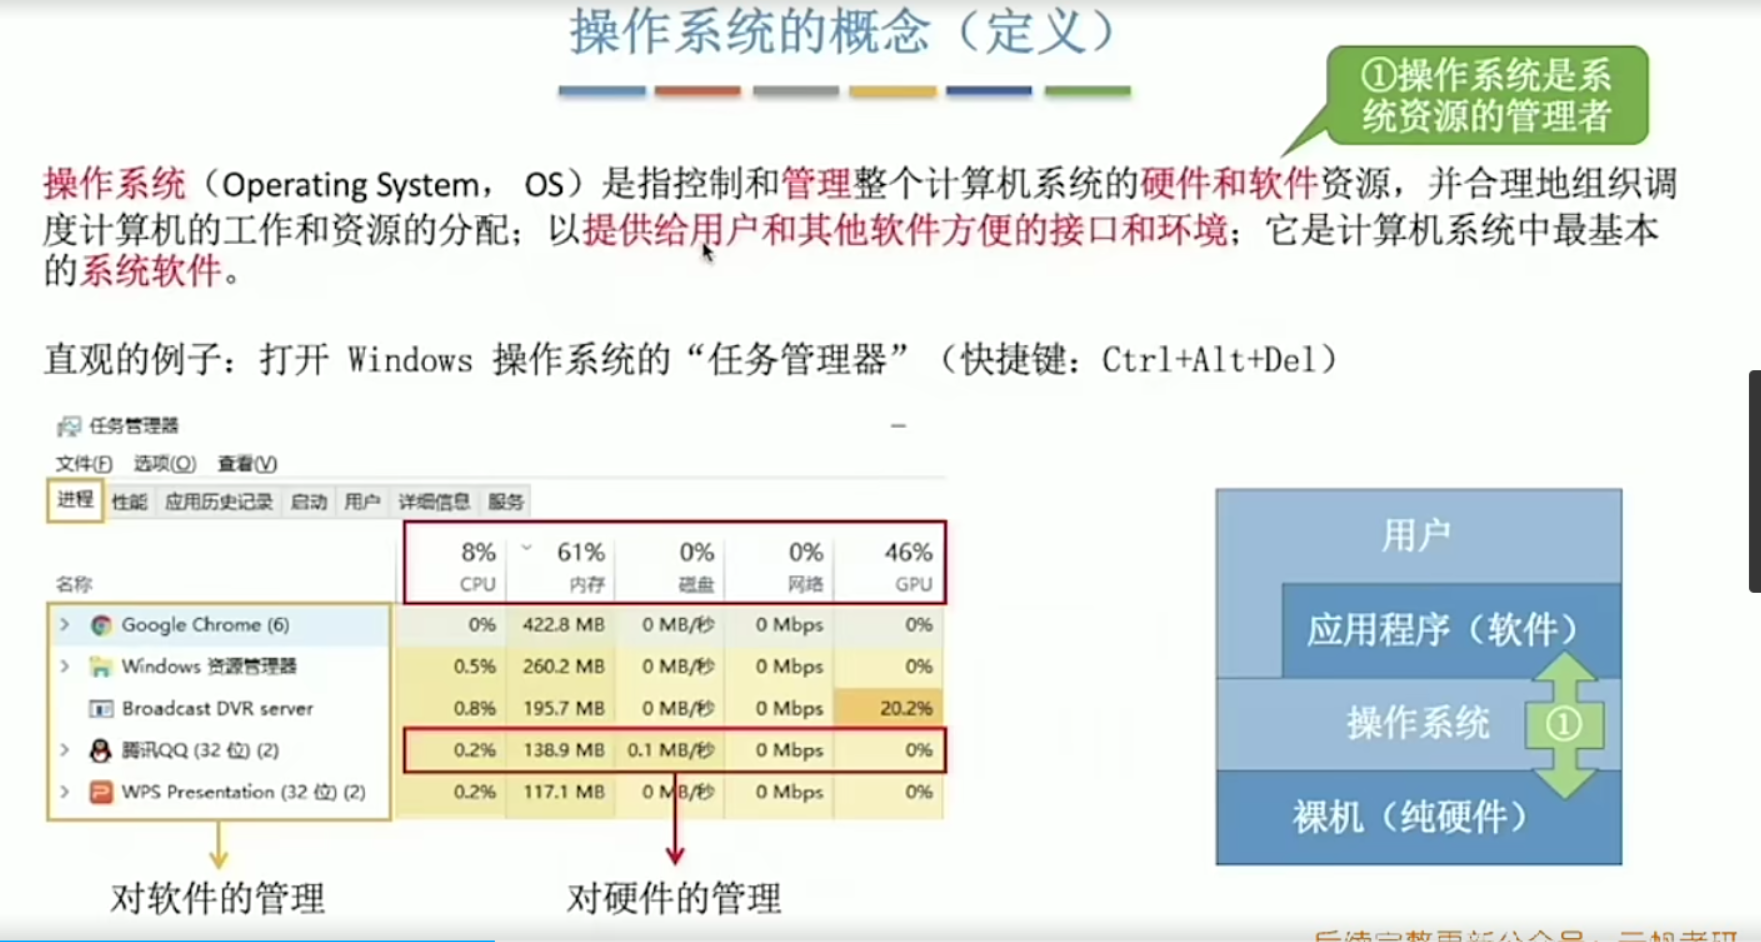 操作系统的概念（定义）
①操作系统是系
统资源的管理者
操作系统（Operating System， OS）是指控制和管理整个计算机系统的硬件和软件资源，并合理地组织调
度计算机的工作和资源的分配；以提供给用户和其他软件方便的接口和环境；它是计算机系统中最基本
的系统软件。
直观的例子：打开 Windows 操作系统的“任务管理器”（快捷键：Ctrl+Alt+Del）
任务管理器
文件(F) 选项(O) 查看(V)
进程 性能 应用历史记录 启动 用户 详细信息 服务
8% 61% 0% 0% 46%
名称 CPU 内存 磁盘 网络 GPU
Google Chrome (6) 0% 422.8 MB 0 MB/秒 0 Mbps 0%
Windows 资源管理器 0.5% 260.2 MB 0 MB/秒 0 Mbps 0%
Broadcast DVR server 0.8% 195.7 MB 0 MB/秒 0 Mbps 20.2%
腾讯QQ (32 位) (2) 0.2% 138.9 MB 0.1 MB/秒 0 Mbps 0%
WPS Presentation (32 位) (2) 0.2% 117.1 MB 0 MB/秒 0 Mbps 0%
对软件的管理
对硬件的管理
用户
应用程序（软件）
操作系统
①
裸机（纯硬件）